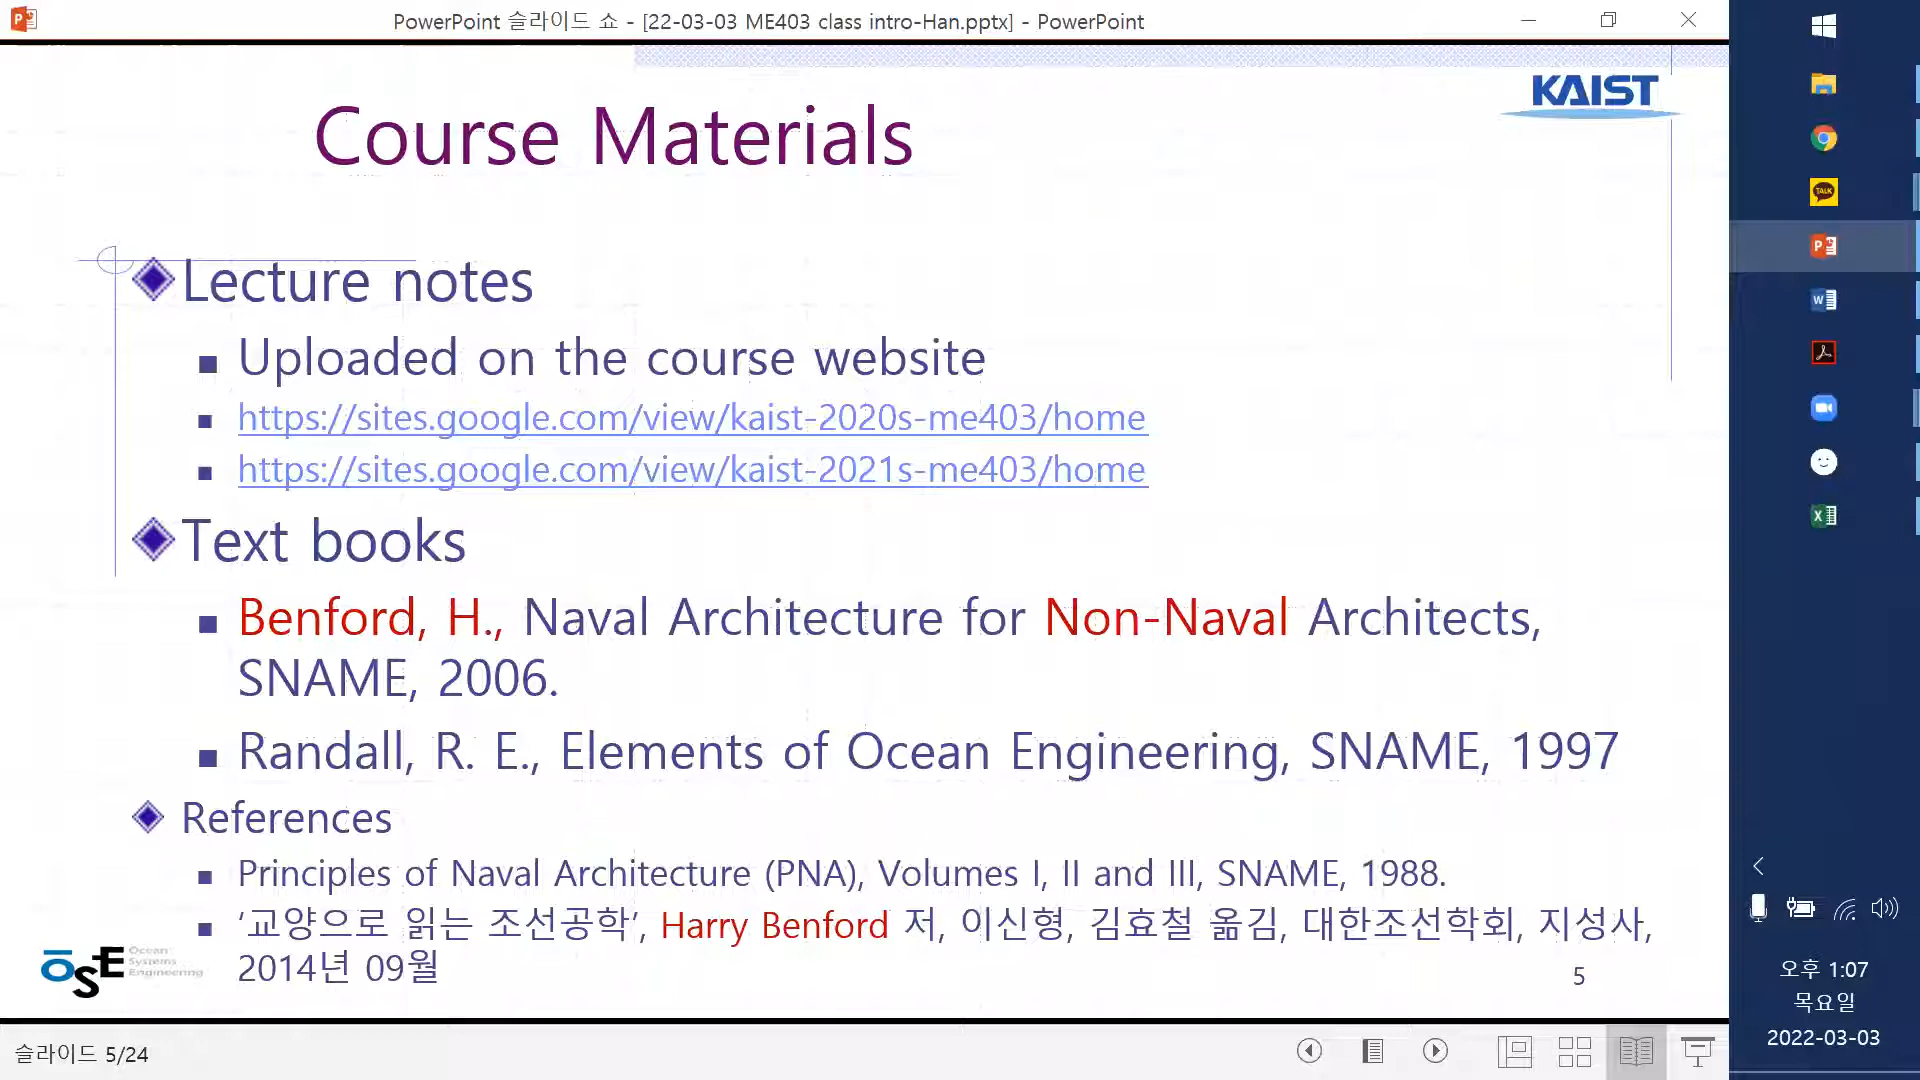 PowerPoint 슬라이드 쇼 - [22-03-03 ME403 class intro-Han.pptx] - PowerPoint
KAIST
Course Materials
Lecture notes
Uploaded on the course website
https://sites.google.com/view/kaist-2020s-me403/home
https://sites.google.com/view/kaist-2021s-me403/home
Text books
Benford, H., Naval Architecture for Non-Naval Architects,
SNAME, 2006.
Randall, R. E., Elements of Ocean Engineering, SNAME, 1997
References
Principles of Naval Architecture (PNA), Volumes I, II and III, SNAME, 1988.
‘교양으로 읽는 조선공학’, Harry Benford 저, 이신형, 김효철 옮김, 대한조선학회, 지성사,
2014년 09월
OSE Ocean
Systems
Engineering
5
슬라이드 5/24
TALK
오후 1:07
목요일
2022-03-03